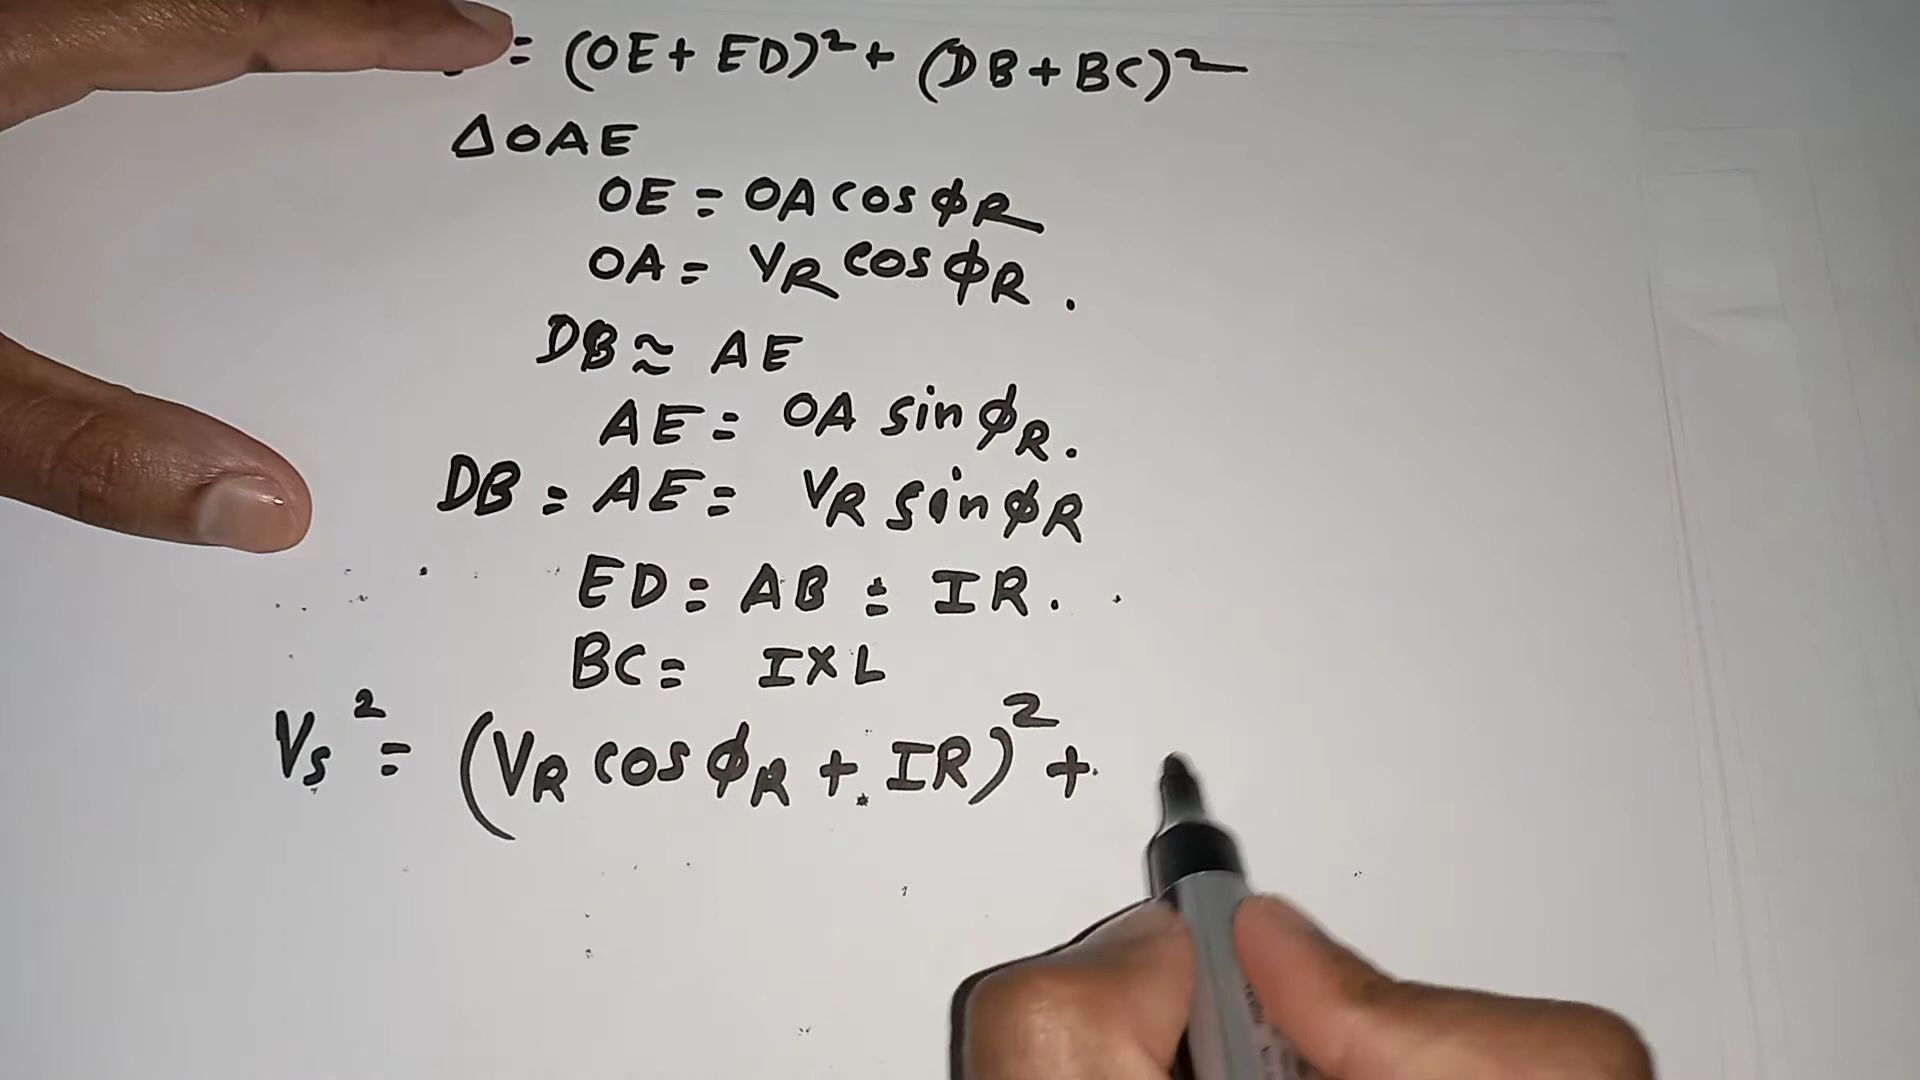 = (OE + ED)² + (DB + BC)²
△OAE
OE = OA cos ϕR
OA = VR cos ϕR .
DB ≈ AE
AE = OA sin ϕR .
DB = AE = VR sin ϕR
ED = AB = IR .
BC = IXL
Vs² = (VR cos ϕR + IR)² +